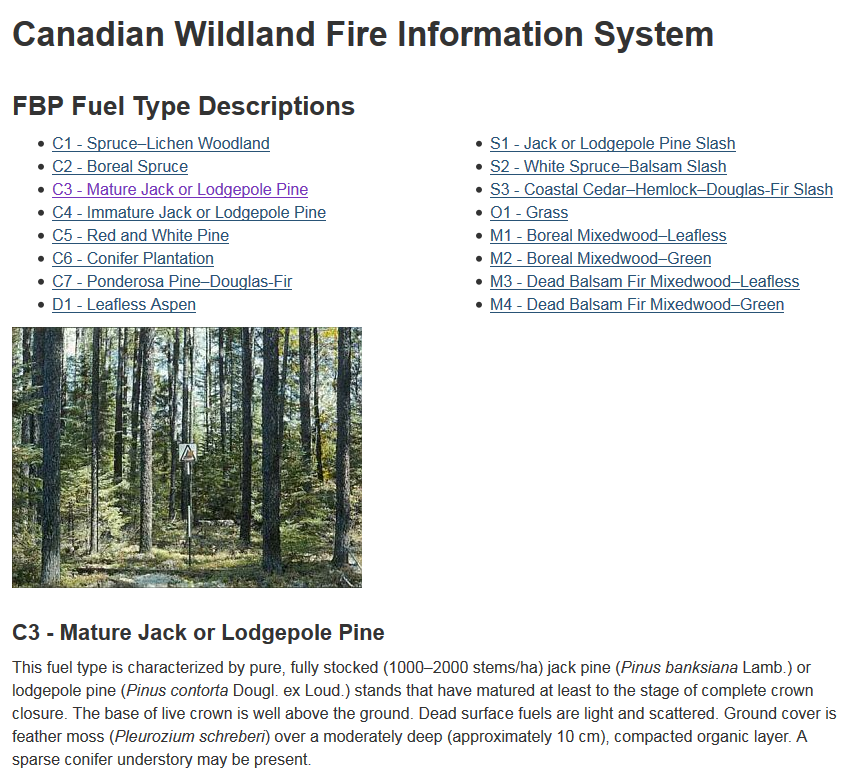 Canadian Wildland Fire Information System
FBP Fuel Type Descriptions
C1 - Spruce–Lichen Woodland
C2 - Boreal Spruce
C3 - Mature Jack or Lodgepole Pine
C4 - Immature Jack or Lodgepole Pine
C5 - Red and White Pine
C6 - Conifer Plantation
C7 - Ponderosa Pine–Douglas-Fir
D1 - Leafless Aspen
S1 - Jack or Lodgepole Pine Slash
S2 - White Spruce–Balsam Slash
S3 - Coastal Cedar–Hemlock–Douglas-Fir Slash
O1 - Grass
M1 - Boreal Mixedwood–Leafless
M2 - Boreal Mixedwood–Green
M3 - Dead Balsam Fir Mixedwood–Leafless
M4 - Dead Balsam Fir Mixedwood–Green
C3 - Mature Jack or Lodgepole Pine
This fuel type is characterized by pure, fully stocked (1000–2000 stems/ha) jack pine (Pinus banksiana Lamb.) or
lodgepole pine (Pinus contorta Dougl. ex Loud.) stands that have matured at least to the stage of complete crown
closure. The base of live crown is well above the ground. Dead surface fuels are light and scattered. Ground cover is
feather moss (Pleurozium schreberi) over a moderately deep (approximately 10 cm), compacted organic layer. A
sparse conifer understory may be present.